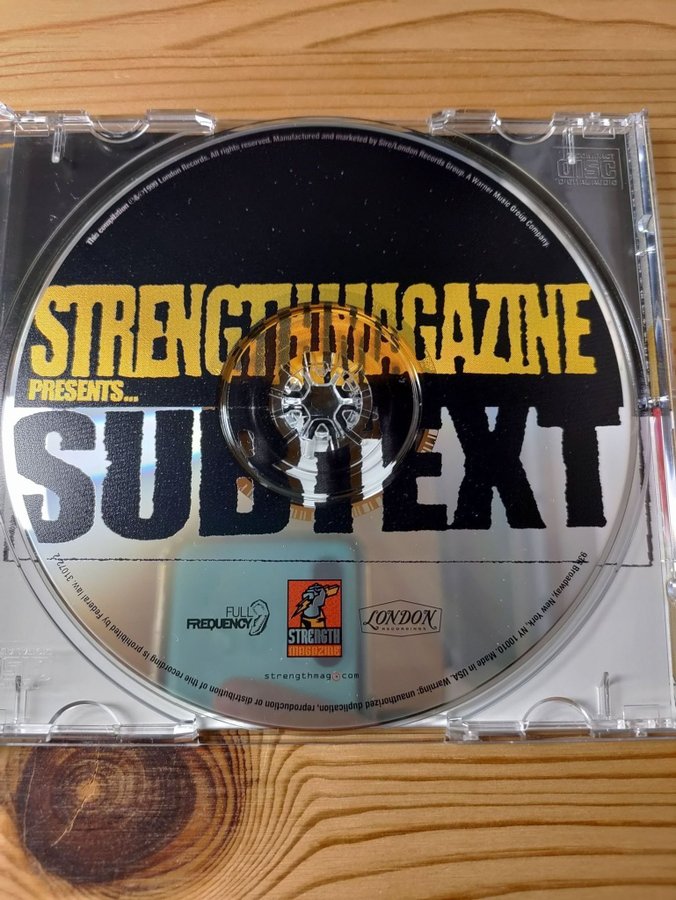 This compilation ℗&©1999 London Records. All rights reserved. Manufactured and marketed by Sire/London Records Group. A Warner Music Group Company.
COMPACT
disc
DIGITAL AUDIO
STRENGTHMAGAZINE
PRESENTS...
SUBTEXT
FULL
FREQUENCY
STRENGTH
MAGAZINE
LONDON
RECORDINGS
strengthmag.com
936 Broadway, New York, NY 10010. Made in USA. Warning: unauthorized duplication, reproduction or distribution of this recording is prohibited by Federal law. 31072-2